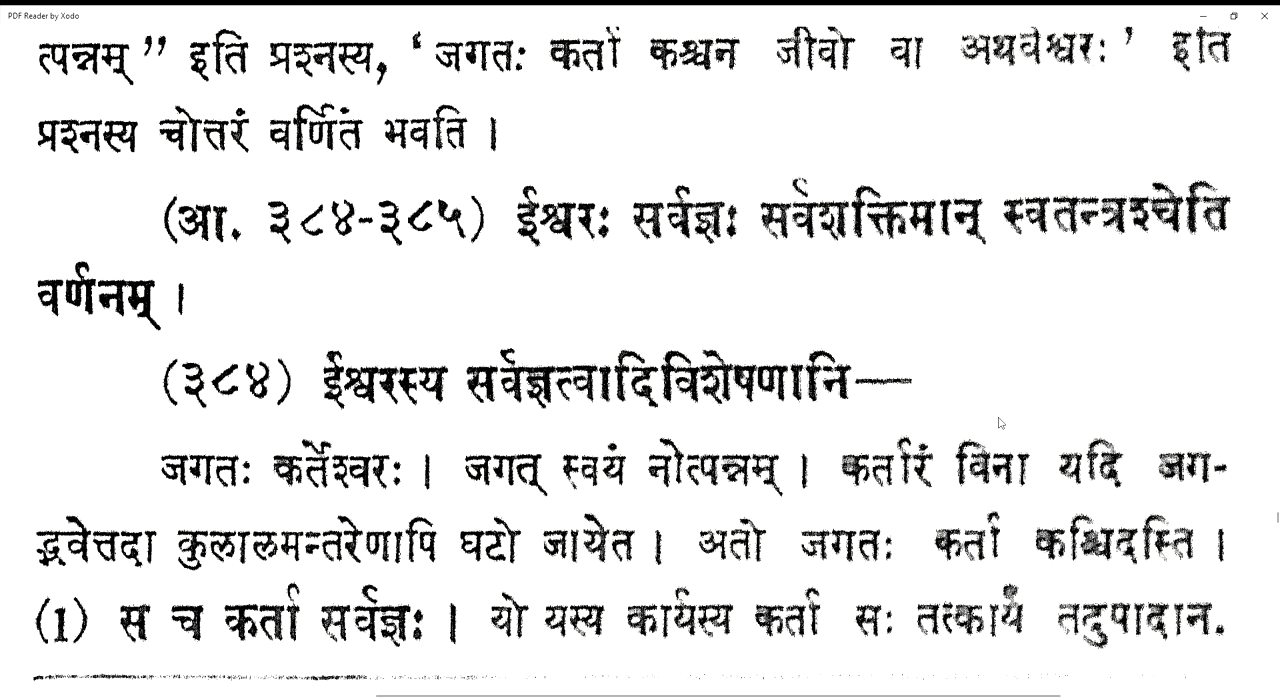 PDF Reader by Xodo
त्पन्नम् ” इति प्रश्नस्य, ‘ जगतः कर्ता कश्चन जीवो वा अथवेश्वरः ’ इति
प्रश्नस्य चोत्तरं वर्णितं भवति ।
(आ. ३८४-३८५) ईश्वरः सर्वज्ञः सर्वशक्तिमान् स्वतन्त्रश्चेति
वर्णनम् ।
(३८४) ईश्वरस्य सर्वज्ञत्वादिविशेषणानि—
जगतः कर्तेश्वरः । जगत् स्वयं नोत्पन्नम् । कर्तारं विना यदि जग-
द्भवेत्तदा कुलालमन्तरेणापि घटो जायेत । अतो जगतः कर्ता कश्चिदस्ति ।
(1) स च कर्ता सर्वज्ञः । यो यस्य कार्यस्य कर्ता सः तत्कार्यं तदुपादान.